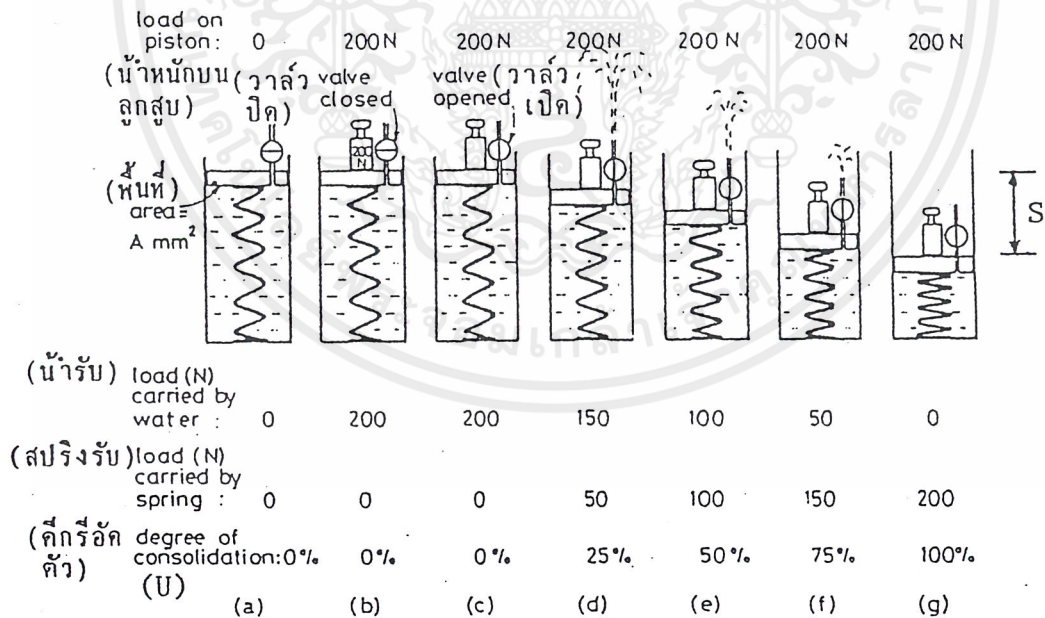 load on
piston: 0 200N 200N 200N 200N 200N 200N
(น้ำหนักบน
ลูกสูบ)
(วาล์ว
ปิด)
valve
closed
valve (วาล์ว
opened เปิด)
200
N
(พื้นที่)
area=
A mm²
S
(น้ำรับ) load (N)
carried by
water : 0 200 200 150 100 50 0
(สปริงรับ) load (N)
carried by
spring : 0 0 0 50 100 150 200
(ดีกรีอัด degree of
ตัว) consolidation: 0% 0% 0% 25% 50% 75% 100%
(U)
(a) (b) (c) (d) (e) (f) (g)